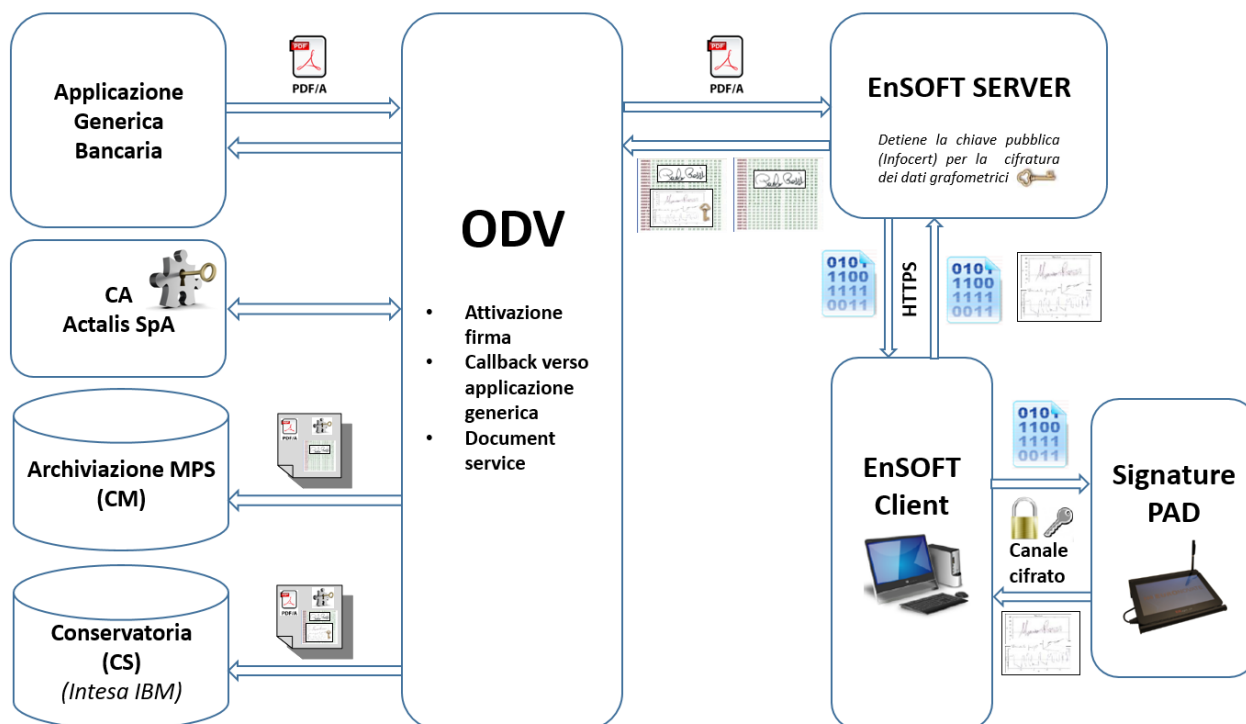 Applicazione
Generica
Bancaria
PDF
PDF/A
CA
Actalis SpA
Archiviazione MPS
(CM)
PDF/A
Conservatoria
(CS)
(Intesa IBM)
PDF/A
ODV
• Attivazione
firma
• Callback verso
applicazione
generica
• Document
service
PDF
PDF/A
EnSOFT SERVER
Detiene la chiave pubblica
(Infocert) per la cifratura
dei dati grafometrici
0101
1100
1111
0011
HTTPS
0101
1100
1111
0011
EnSOFT
Client
0101
1100
1111
0011
Canale
cifrato
Signature
PAD